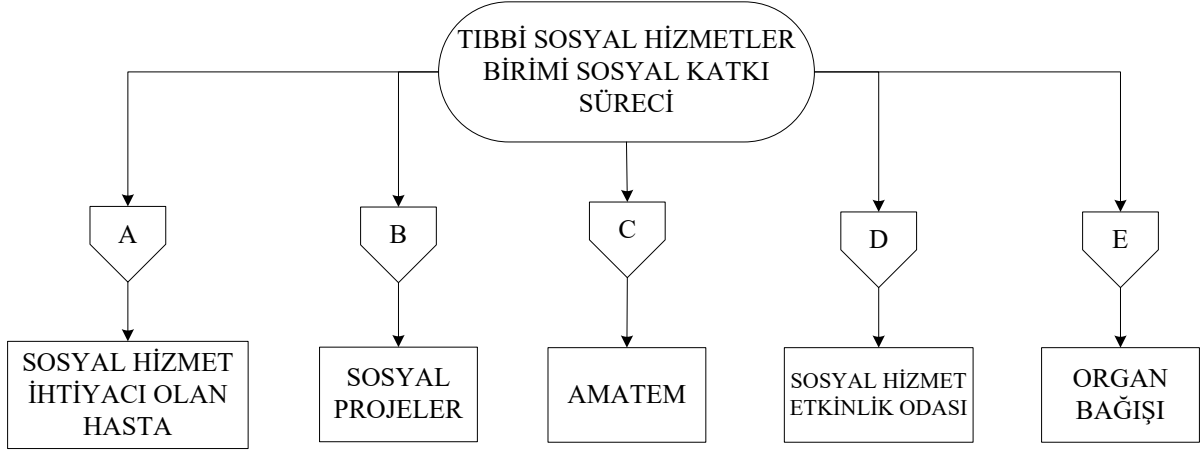 TIBBİ SOSYAL HİZMETLER
BİRİMİ SOSYAL KATKI
SÜRECİ
A
B
C
D
E
SOSYAL HİZMET
İHTİYACI OLAN
HASTA
SOSYAL
PROJELER
AMATEM
SOSYAL HİZMET
ETKİNLİK ODASI
ORGAN
BAĞIŞI